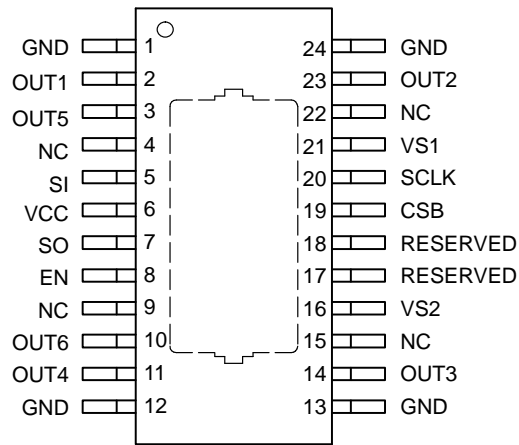 GND 1 24 GND
OUT1 2 23 OUT2
OUT5 3 22 NC
NC 4 21 VS1
SI 5 20 SCLK
VCC 6 19 CSB
SO 7 18 RESERVED
EN 8 17 RESERVED
NC 9 16 VS2
OUT6 10 15 NC
OUT4 11 14 OUT3
GND 12 13 GND